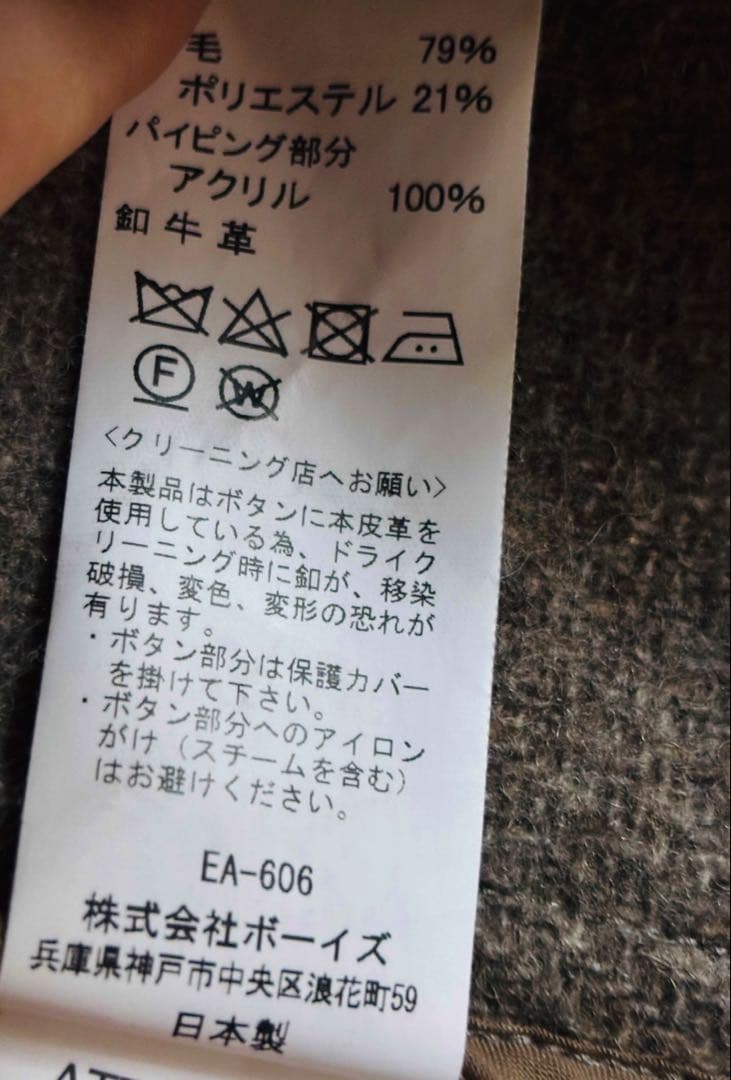 毛 79%
ポリエステル 21%
パイピング部分
アクリル 100%
釦 牛 革
F
W
<クリーニング店へお願い>
本製品はボタンに本皮革を
使用している為、ドライク
リーニング時に釦が、移染
破損、変色、変形の恐れが
有ります。
・ボタン部分は保護カバー
を掛けて下さい。
・ボタン部分へのアイロン
がけ（スチームを含む）
はお避けください。
EA-606
株式会社ボーイズ
兵庫県神戸市中央区浪花町59
日本製